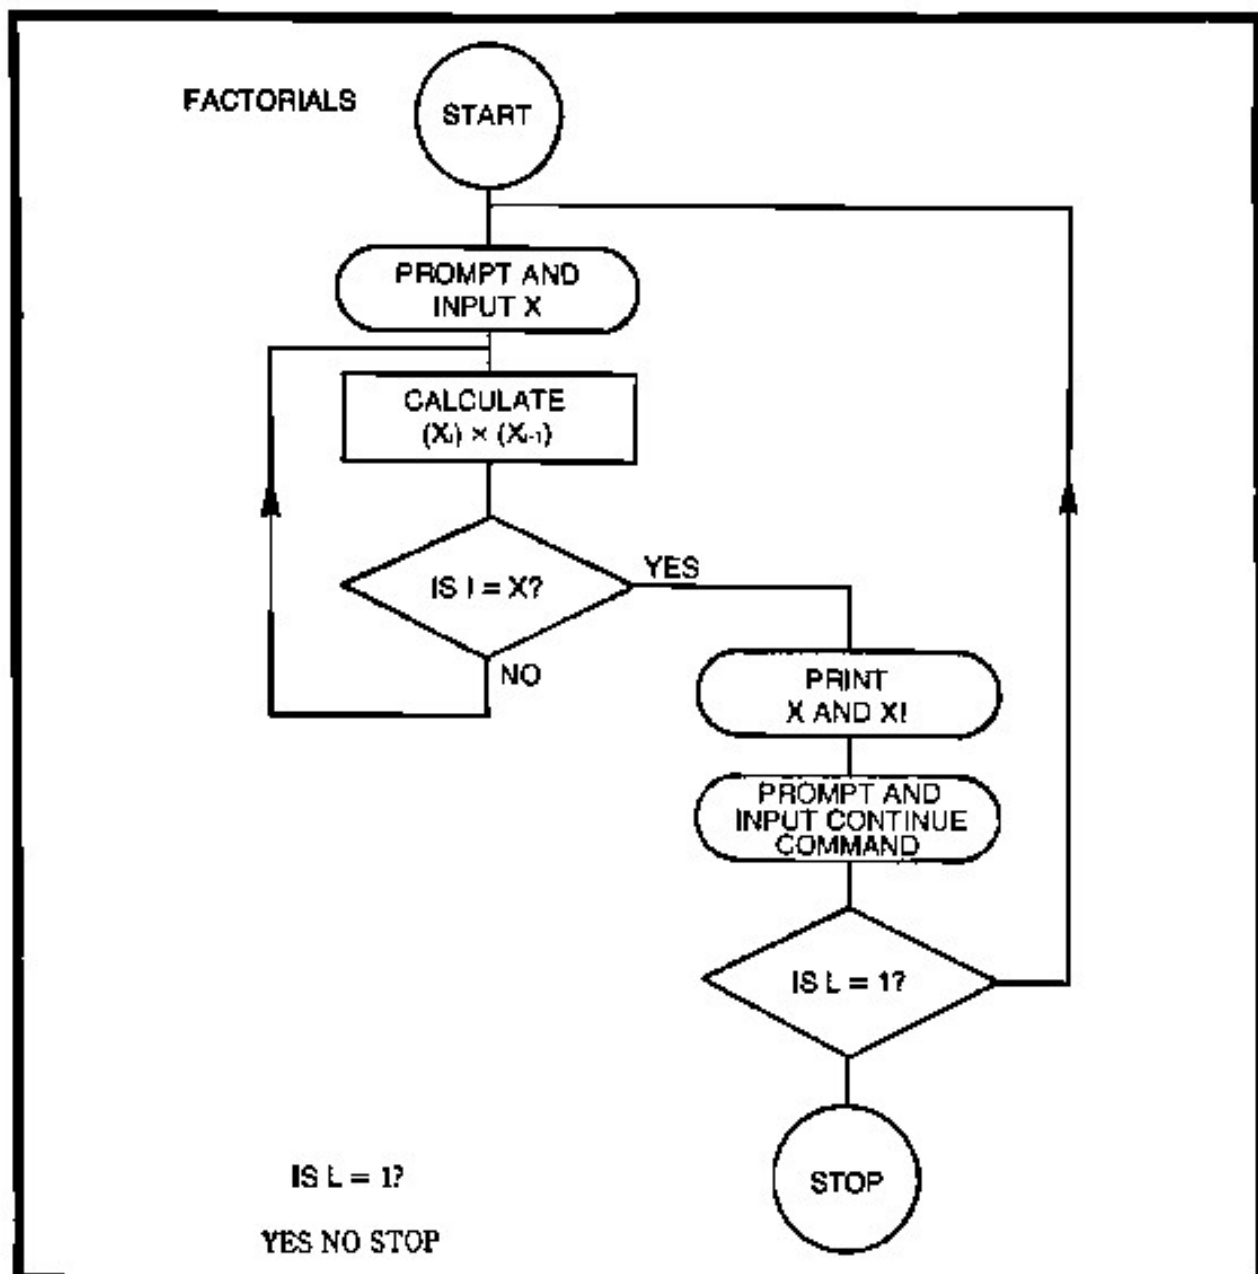 FACTORIALS
START
PROMPT AND
INPUT X
CALCULATE
(Xᵢ) × (Xᵢ₋₁)
IS I = X?
YES
NO
PRINT
X AND X!
PROMPT AND
INPUT CONTINUE
COMMAND
IS L = 1?
STOP
IS L = 1?
YES NO STOP